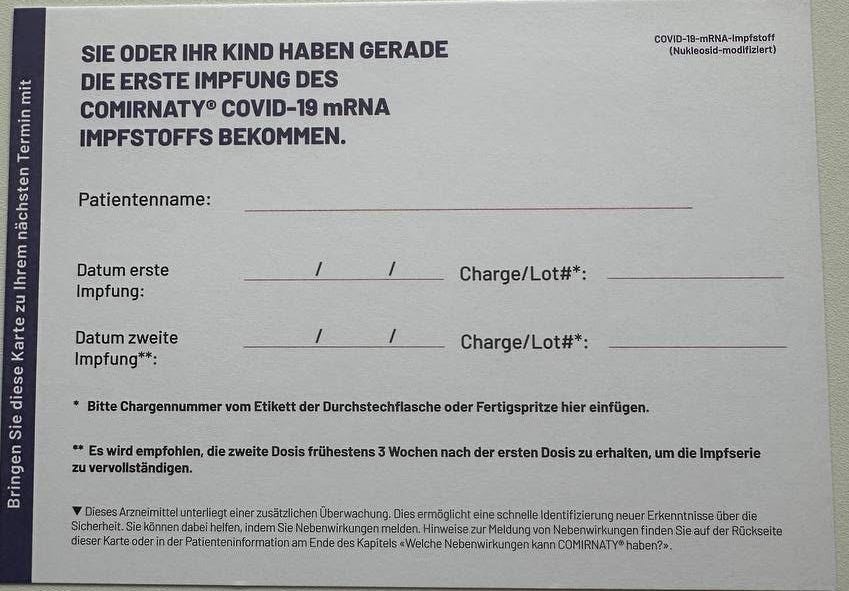 Bringen Sie diese Karte zu Ihrem nächsten Termin mit
SIE ODER IHR KIND HABEN GERADE
DIE ERSTE IMPFUNG DES
COMIRNATY® COVID-19 mRNA
IMPFSTOFFS BEKOMMEN.
COVID-19-mRNA-Impfstoff
(Nukleosid-modifiziert)
Patientenname:
Datum erste / / Charge/Lot#*:
Impfung:
Datum zweite / / Charge/Lot#*:
Impfung**:
* Bitte Chargennummer vom Etikett der Durchstechflasche oder Fertigspritze hier einfügen.
** Es wird empfohlen, die zweite Dosis frühestens 3 Wochen nach der ersten Dosis zu erhalten, um die Impfserie
zu vervollständigen.
▼ Dieses Arzneimittel unterliegt einer zusätzlichen Überwachung. Dies ermöglicht eine schnelle Identifizierung neuer Erkenntnisse über die
Sicherheit. Sie können dabei helfen, indem Sie Nebenwirkungen melden. Hinweise zur Meldung von Nebenwirkungen finden Sie auf der Rückseite
dieser Karte oder in der Patienteninformation am Ende des Kapitels «Welche Nebenwirkungen kann COMIRNATY® haben?».